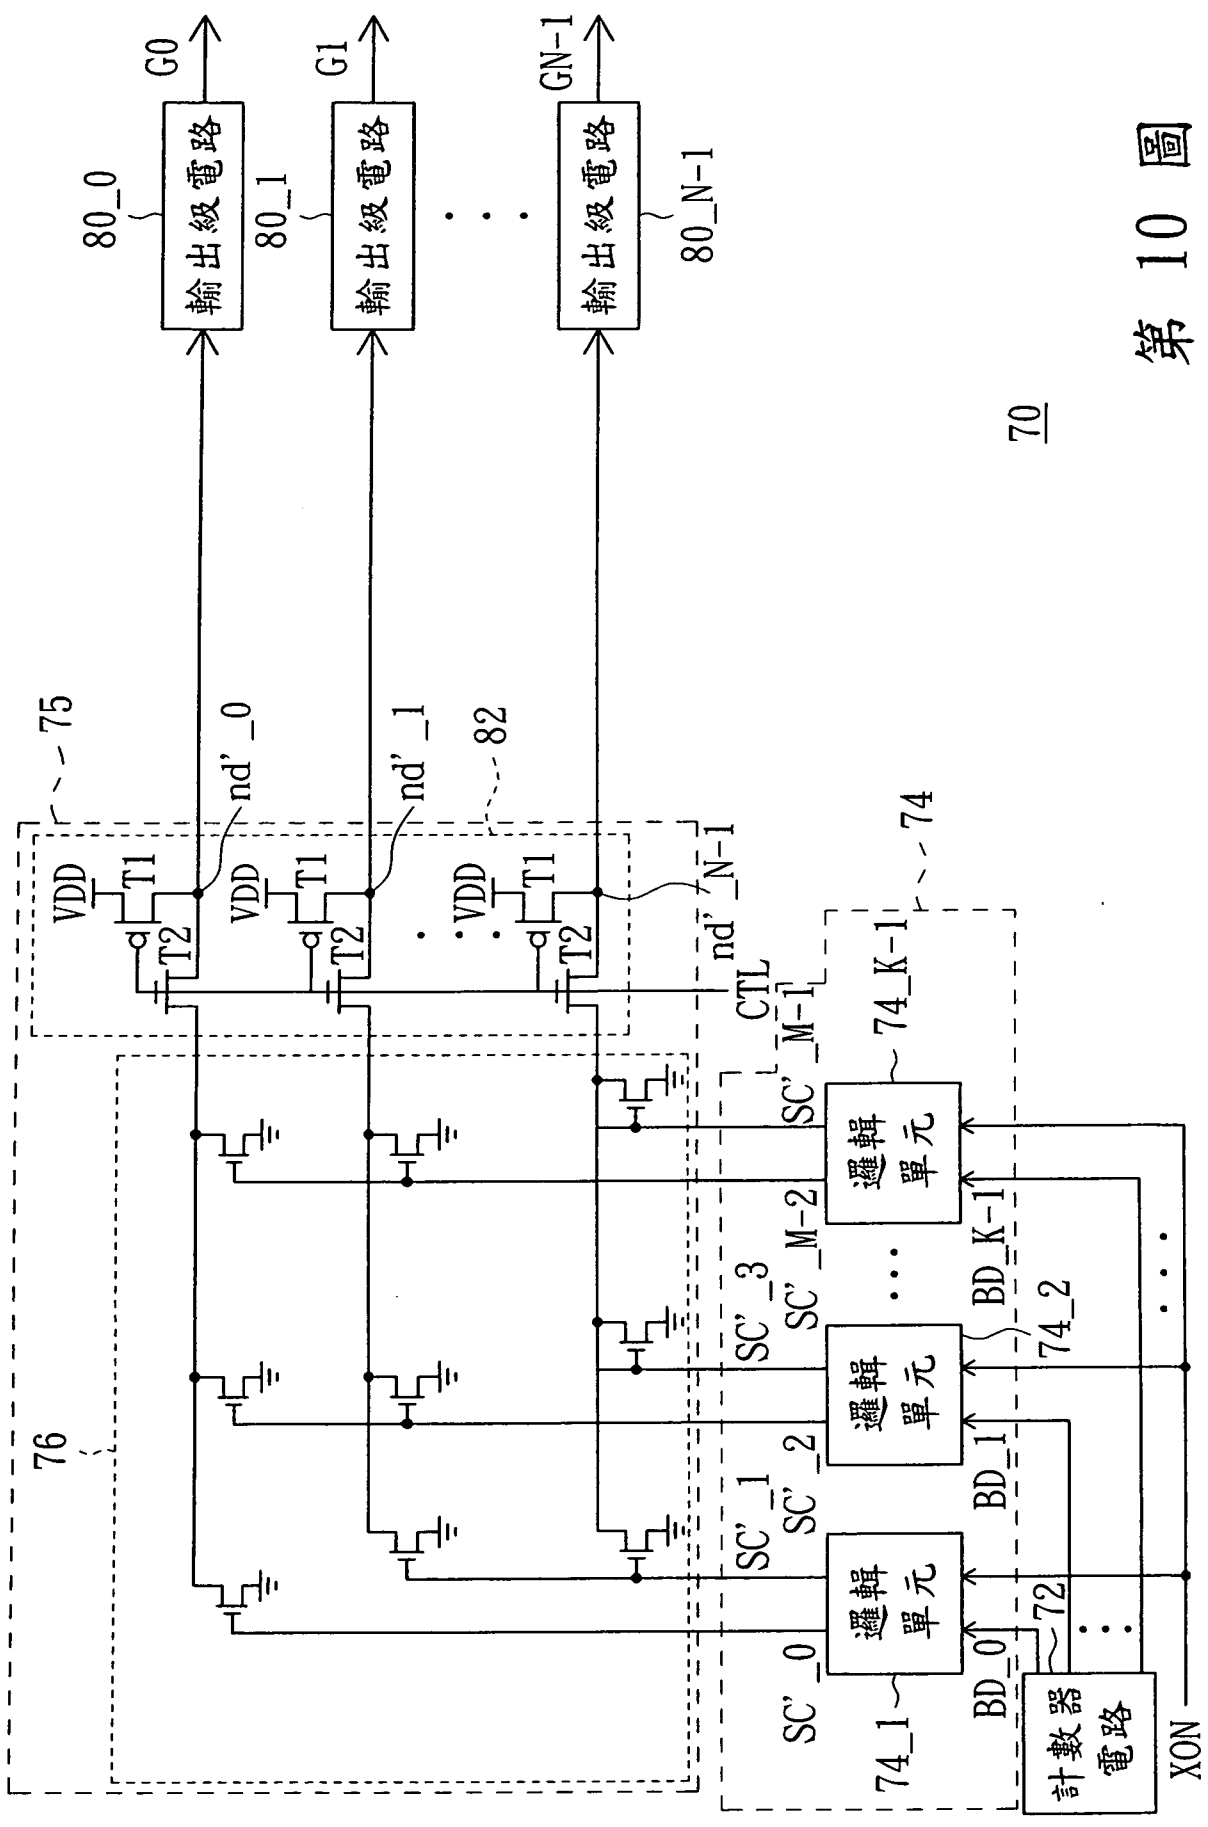 G0
G1
GN-1
80_0
輸出級電路
80_1
輸出級電路
輸出級電路
80_N-1
75
nd'_0
nd'_1
82
nd'_N-1
VDD
T1
T2
VDD
T1
T2
VDD
T1
T2
CTL
76
74
SC'_0
SC'_1
SC'_2
SC'_3
SC'_M-2
SC'_M-1
74_1
邏輯
單元
74_2
邏輯
單元
74_K-1
邏輯
單元
BD_0
BD_1
BD_K-1
72
計數器
電路
XON
70
第 10 圖